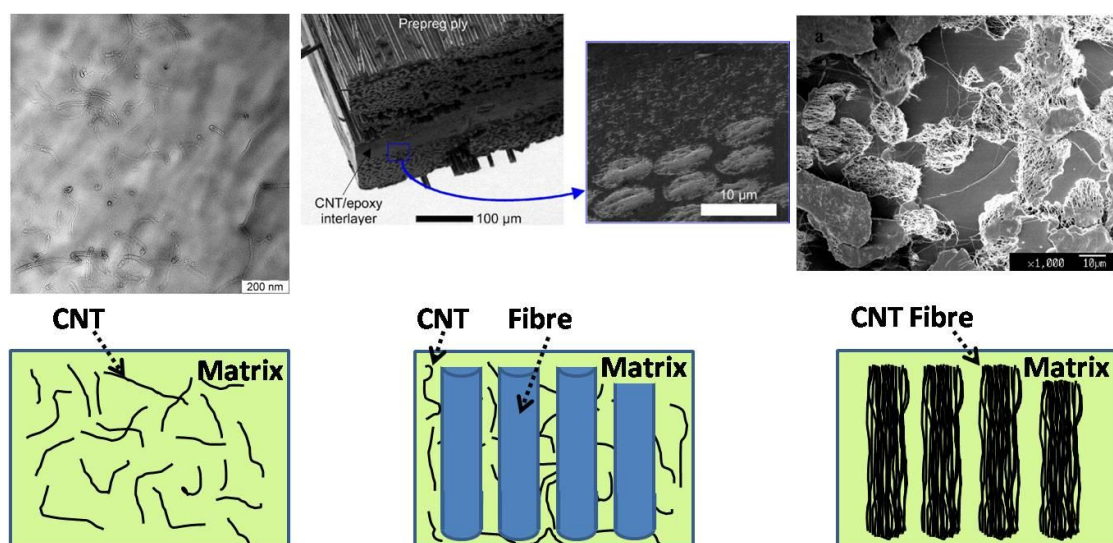 200 nm
Prepreg ply
CNT/epoxy
interlayer
100 µm
10 µm
a
×1,000 10µm
CNT
Matrix
CNT Fibre
Matrix
CNT Fibre
Matrix